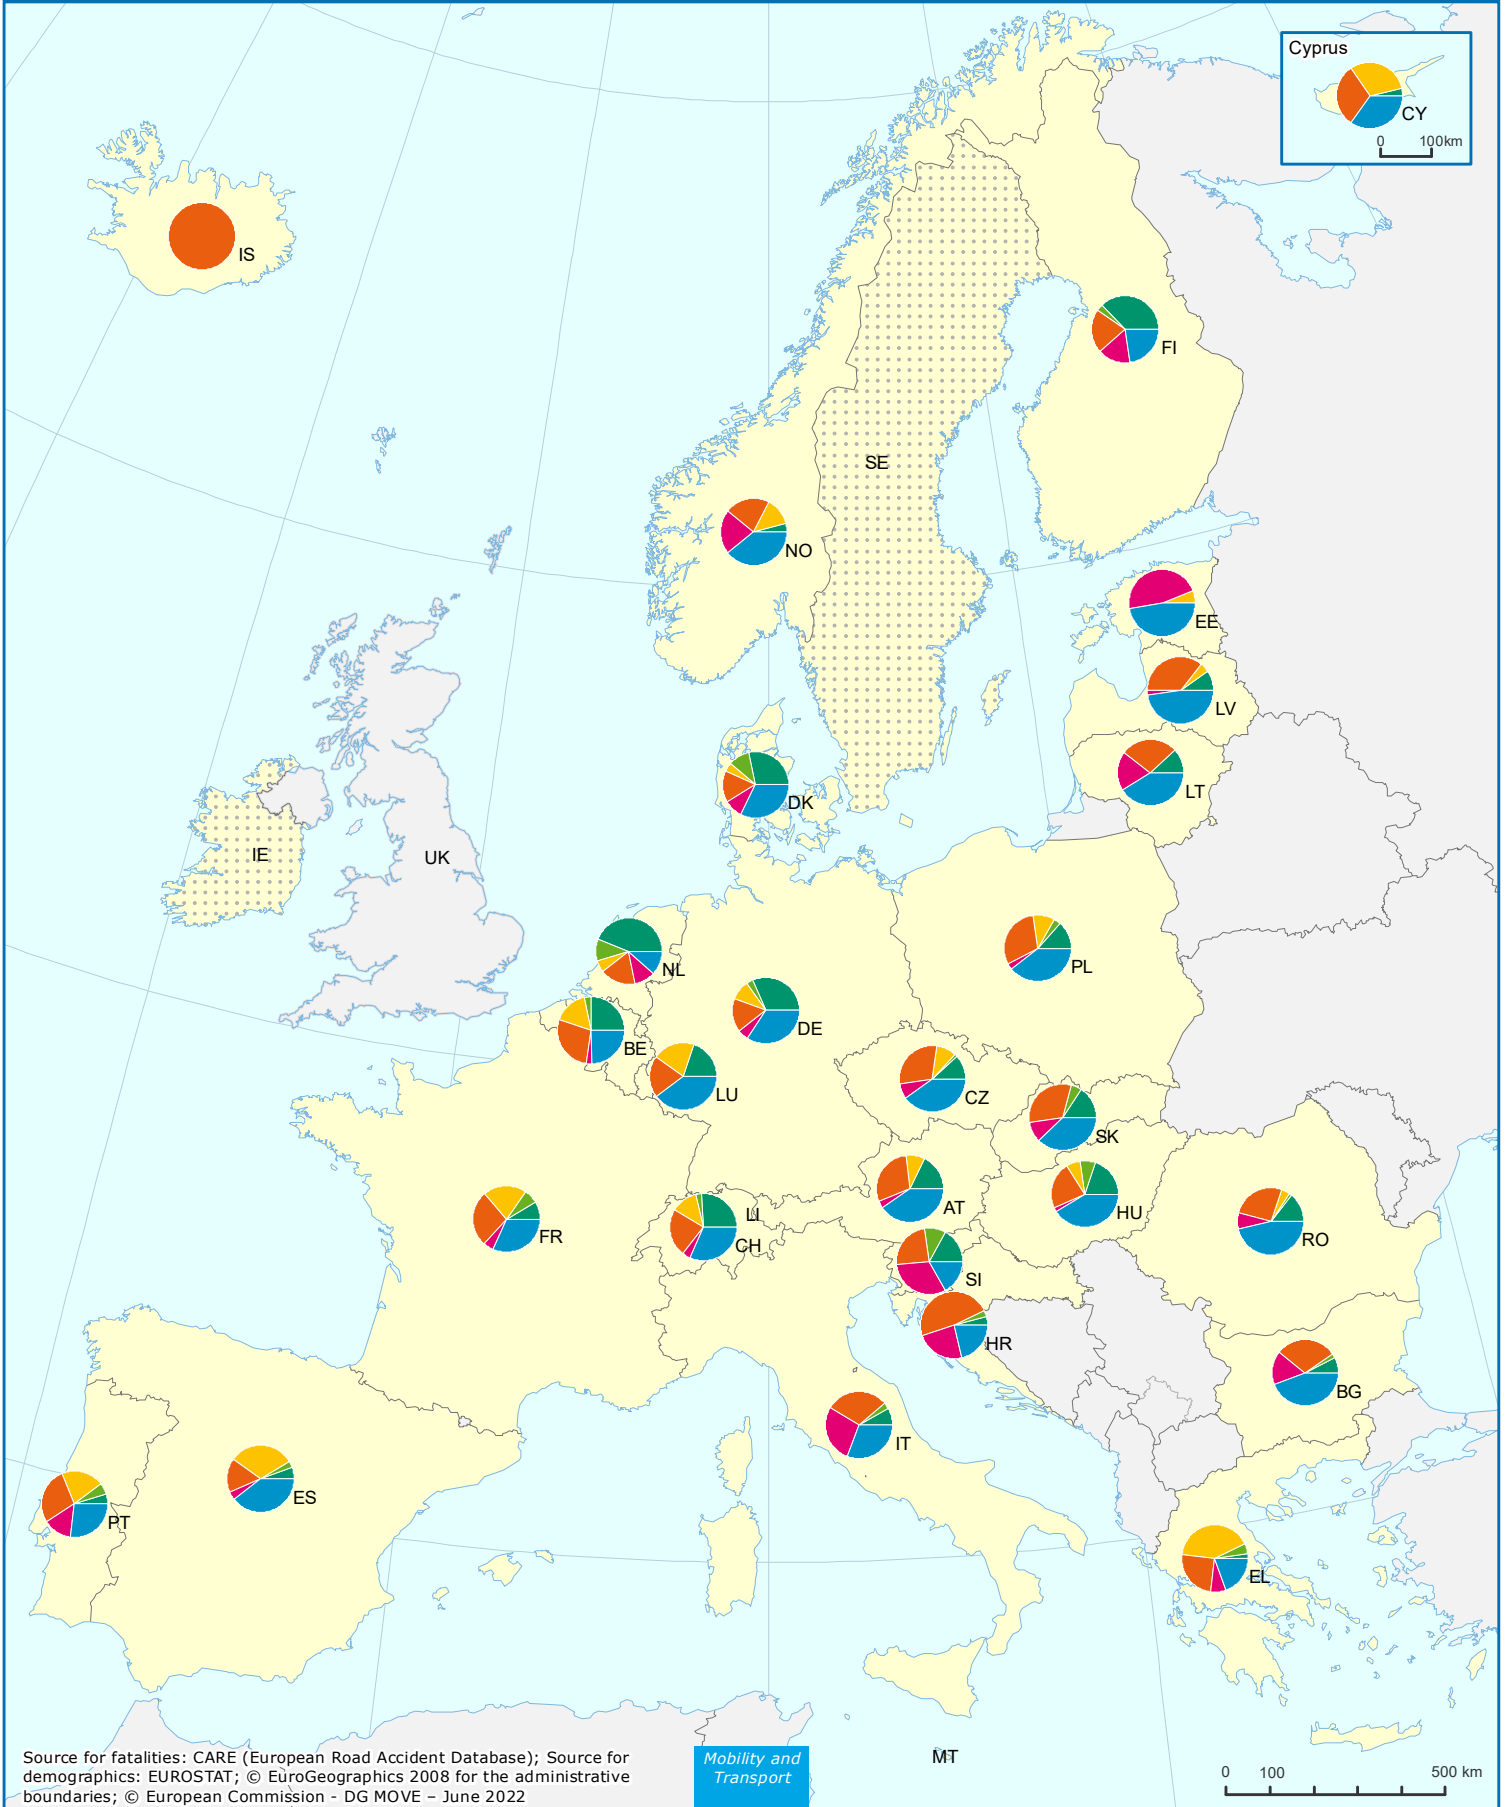 Cyprus
CY
0 100km
IS
FI
SE
NO
EE
LV
LT
DK
IE
UK
NL
PL
DE
BE
LU
CZ
SK
AT
HU
LI
CH
FR
RO
SI
HR
BG
IT
ES
PT
EL
MT
Source for fatalities: CARE (European Road Accident Database); Source for
demographics: EUROSTAT; © EuroGeographics 2008 for the administrative
boundaries; © European Commission - DG MOVE – June 2022
Mobility and
Transport
0 100 500 km